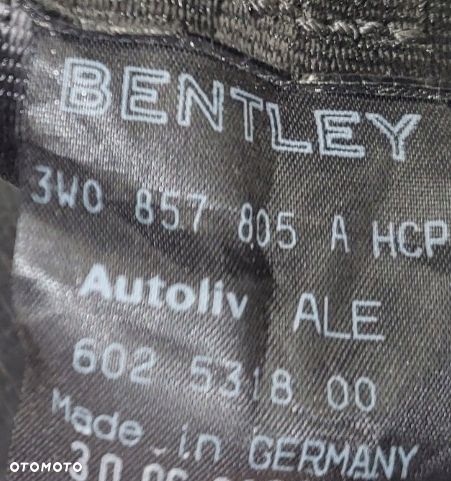 BENTLEY
3W0 857 805 A HCP
Autoliv ALE
602 5318 00
Made in GERMANY
OTOMOTO